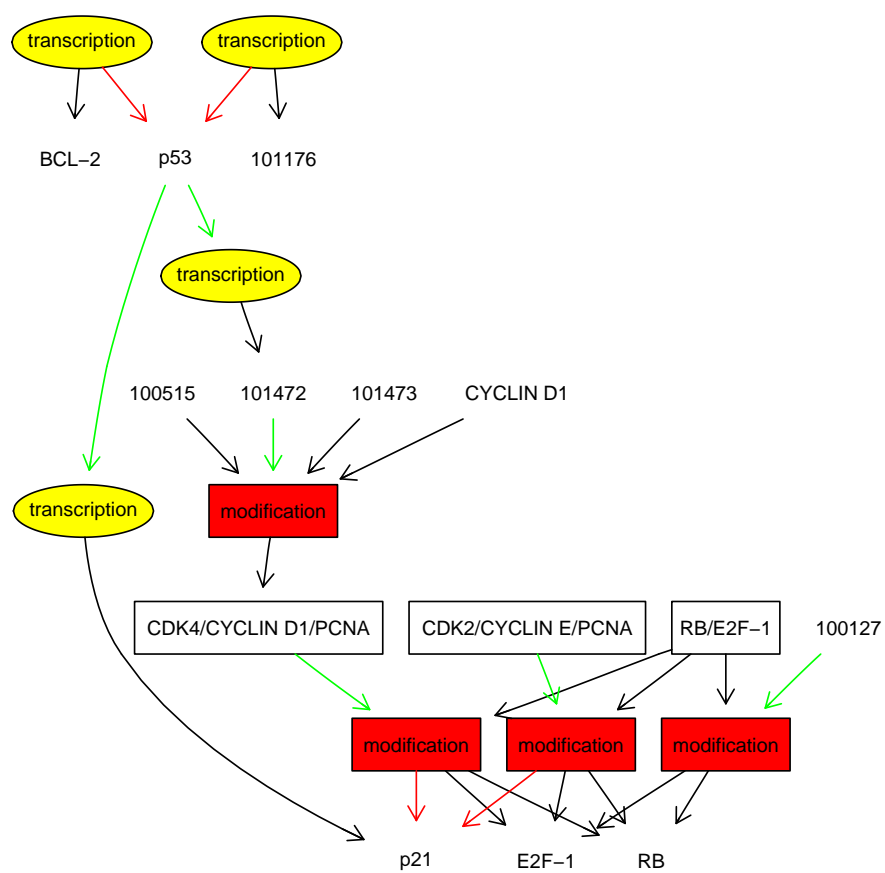 transcription transcription
BCL−2 p53 101176
transcription
100515 101472 101473 CYCLIN D1
transcription modification
CDK4/CYCLIN D1/PCNA CDK2/CYCLIN E/PCNA RB/E2F−1 100127
modification modification modification
p21 E2F−1 RB